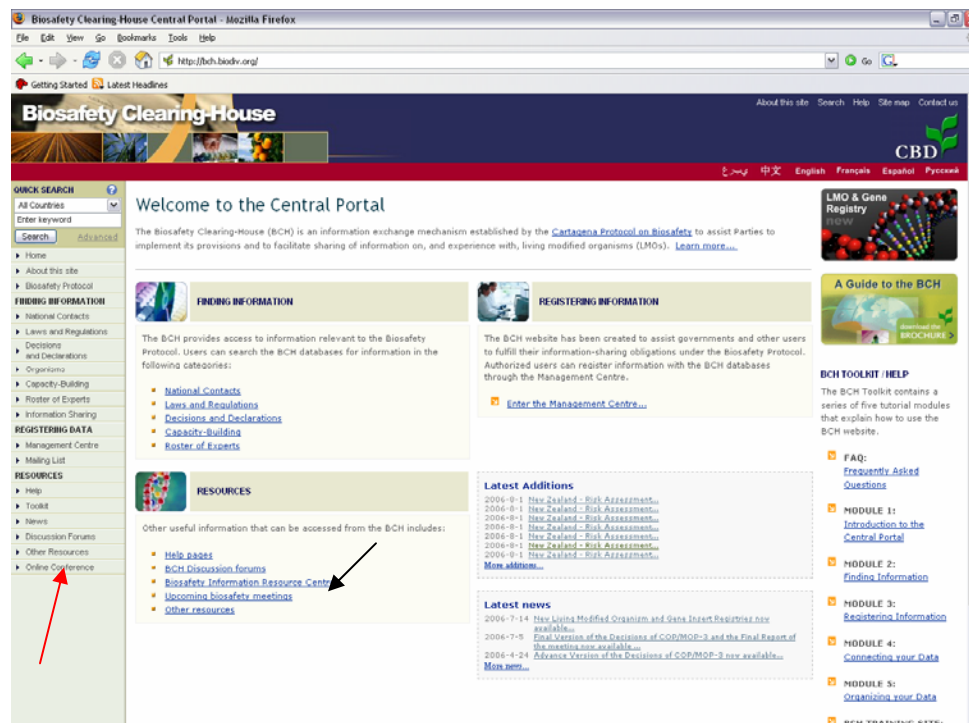 Biosafety Clearing-House Central Portal - Mozilla Firefox
File Edit View Go Bookmarks Tools Help
http://bch.biodiv.org/
Go
Getting Started Latest Headlines
Biosafety Clearing-House
About this site Search Help Site map Contact us
CBD
عربي 中文 English Français Español Русский
QUICK SEARCH
All Countries
Enter keyword
Search Advanced
Home
About this site
Biosafety Protocol
FINDING INFORMATION
National Contacts
Laws and Regulations
Decisions
and Declarations
Organisms
Capacity-Building
Roster of Experts
Information Sharing
REGISTERING DATA
Management Centre
Mailing List
RESOURCES
Help
Toolkit
News
Discussion Forums
Other Resources
Online Conference
Welcome to the Central Portal
The Biosafety Clearing-House (BCH) is an information exchange mechanism established by the Cartagena Protocol on Biosafety to assist Parties to
implement its provisions and to facilitate sharing of information on, and experience with, living modified organisms (LMOs). Learn more...
FINDING INFORMATION
The BCH provides access to information relevant to the Biosafety
Protocol. Users can search the BCH databases for information in the
following categories:
National Contacts
Laws and Regulations
Decisions and Declarations
Capacity-Building
Roster of Experts
REGISTERING INFORMATION
The BCH website has been created to assist governments and other users
to fulfill their information-sharing obligations under the Biosafety Protocol.
Authorized users can register information with the BCH databases
through the Management Centre.
Enter the Management Centre...
RESOURCES
Other useful information that can be accessed from the BCH includes:
Help pages
BCH Discussion forums
Biosafety Information Resource Centre
Upcoming biosafety meetings
Other resources
Latest Additions
2006-8-1 New Zealand - Risk Assessment...
2006-8-1 New Zealand - Risk Assessment...
2006-8-1 New Zealand - Risk Assessment...
2006-8-1 New Zealand - Risk Assessment...
2006-8-1 New Zealand - Risk Assessment...
2006-8-1 New Zealand - Risk Assessment...
2006-8-1 New Zealand - Risk Assessment...
More additions...
Latest news
2006-7-14 New Living Modified Organism and Gene Insert Registries now
available...
2006-7-5 Final Version of the Decisions of COP/MOP-3 and the Final Report of
the meeting now available...
2006-4-24 Advance Version of the Decisions of COP/MOP-3 now available...
More news...
LMO & Gene
Registry
new
A Guide to the BCH
download the
BROCHURE
BCH TOOLKIT / HELP
The BCH Toolkit contains a
series of five tutorial modules
that explain how to use the
BCH website.
FAQ:
Frequently Asked
Questions
MODULE 1:
Introduction to the
Central Portal
MODULE 2:
Finding Information
MODULE 3:
Registering Information
MODULE 4:
Connecting your Data
MODULE 5:
Organizing your Data
BCH TRAINING SITE: